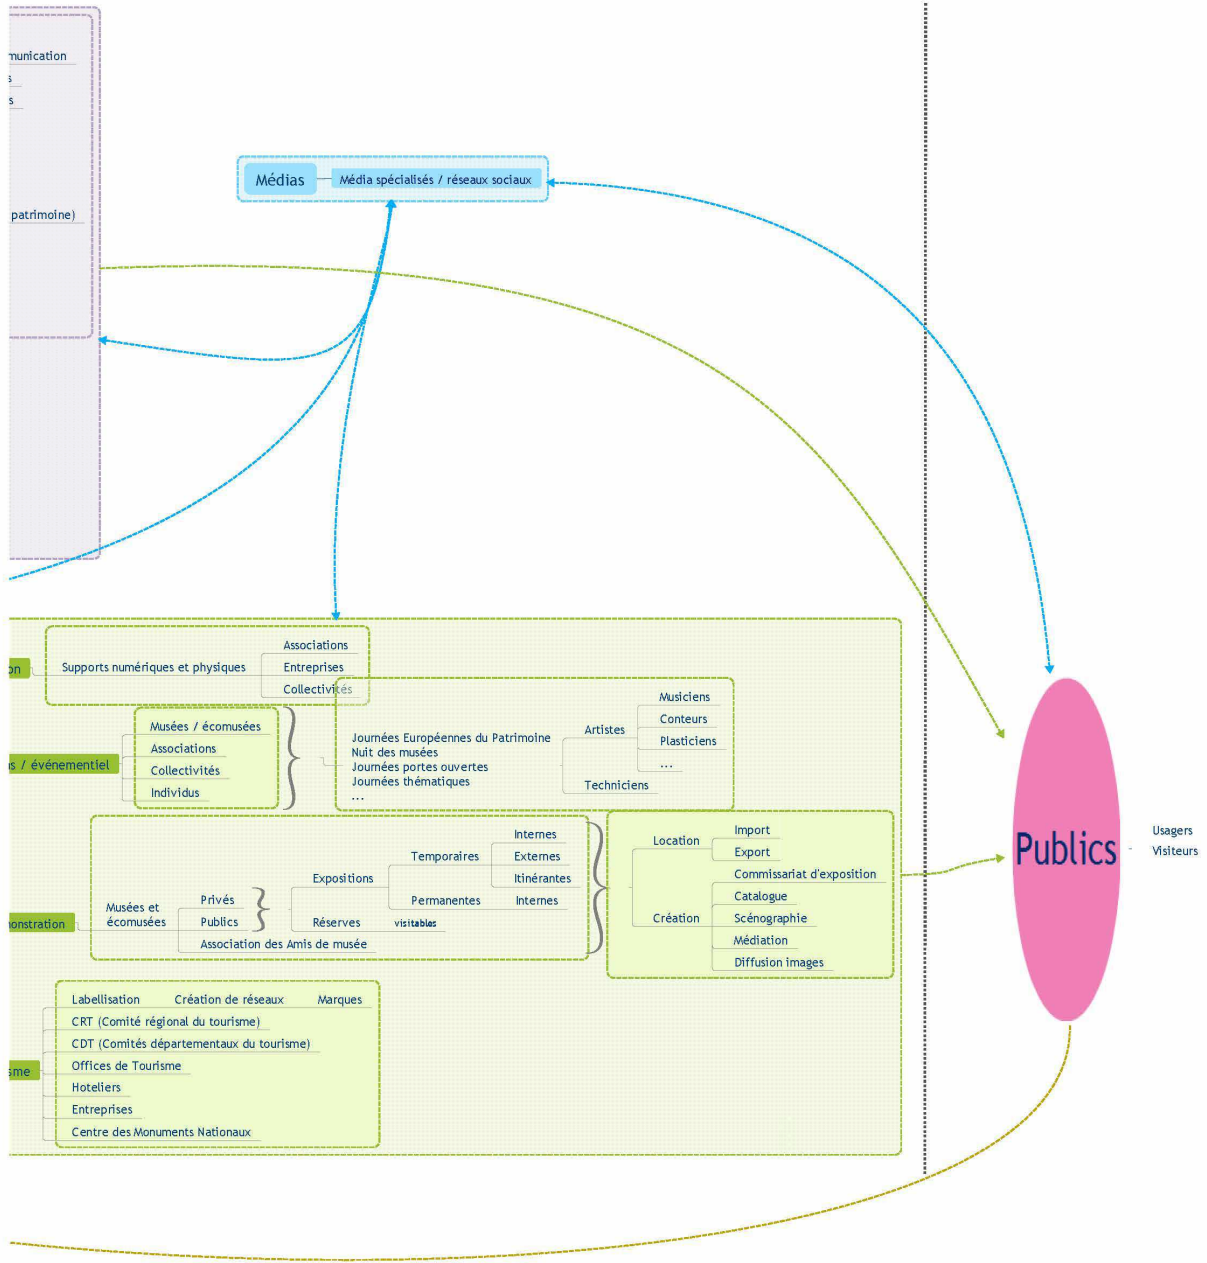 patrimoine)
Médias
Média spécialisés / réseaux sociaux
Supports numériques et physiques
Associations
Entreprises
Collectivités
/ événementiel
Musées / écomusées
Associations
Collectivités
Individus
Journées Européennes du Patrimoine
Nuit des musées
Journées portes ouvertes
Journées thématiques
...
Artistes
Musiciens
Conteurs
Plasticiens
...
Techniciens
Musées et
écomusées
Privés
Publics
Association des Amis de musée
Expositions
Temporaires
Internes
Externes
Itinérantes
Permanentes
Internes
Réserves
visitables
Location
Import
Export
Création
Commissariat d'exposition
Catalogue
Scénographie
Médiation
Diffusion images
Labellisation
Création de réseaux
Marques
CRT (Comité régional du tourisme)
CDT (Comités départementaux du tourisme)
Offices de Tourisme
Hoteliers
Entreprises
Centre des Monuments Nationaux
Publics
Usagers
Visiteurs